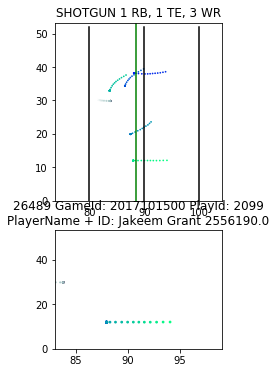 SHOTGUN 1 RB, 1 TE, 3 WR
50
40
30
20
10
0
80 90 100
26489 GameId: 2017101500 PlayId: 2099
PlayerName + ID: Jakeem Grant 2556190.0
40
20
0
85 90 95